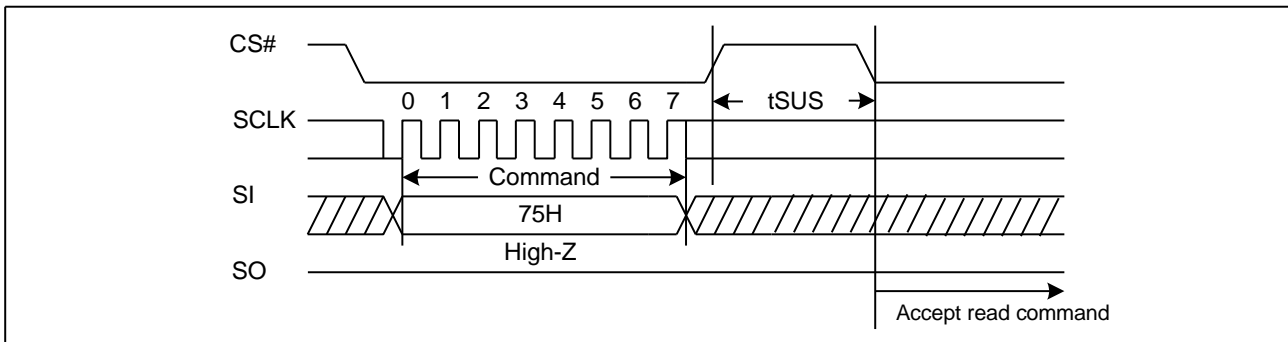 CS#
0 1 2 3 4 5 6 7
tSUS
SCLK
Command
SI
75H
High-Z
SO
Accept read command